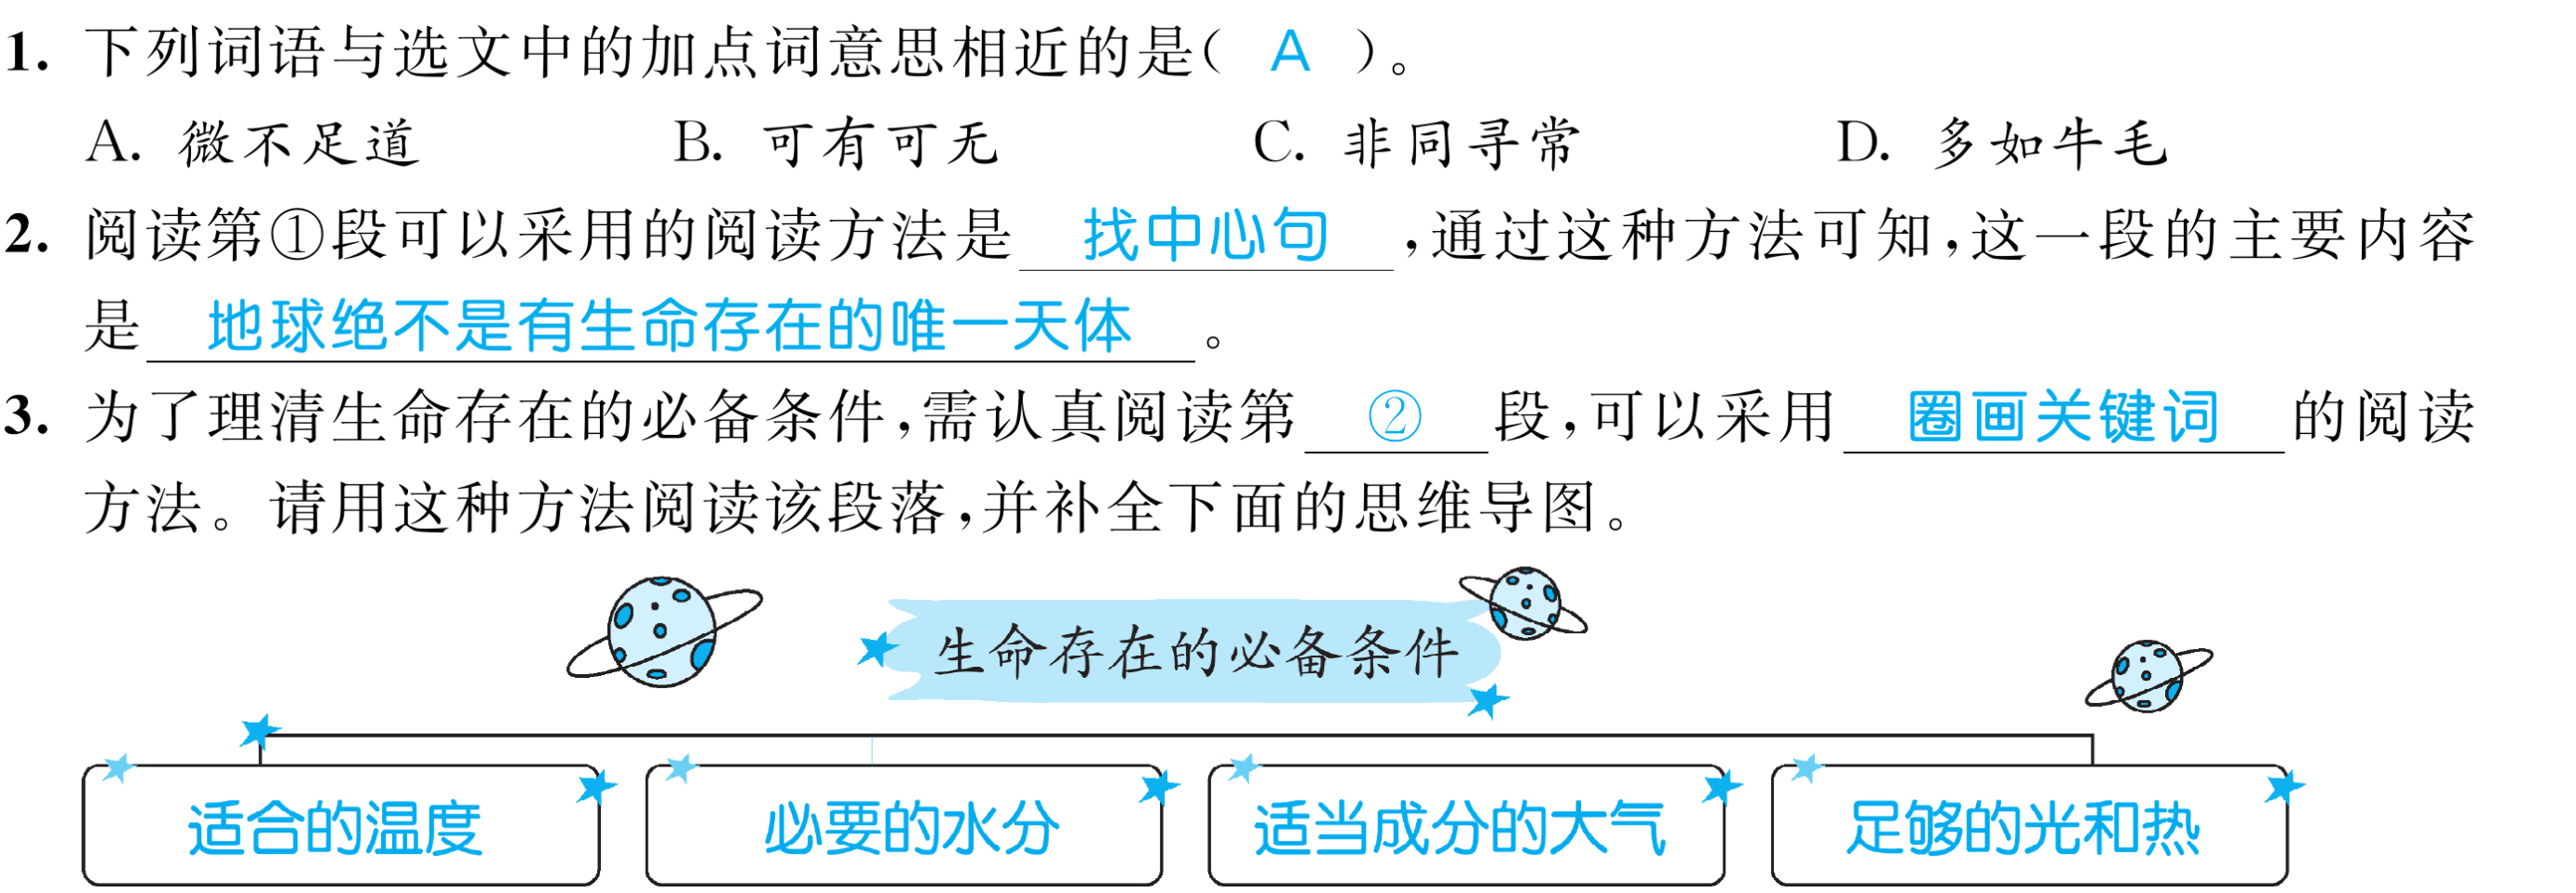 1. 下列词语与选文中的加点词意思相近的是( A )。
A. 微不足道 B. 可有可无 C. 非同寻常 D. 多如牛毛
2. 阅读第①段可以采用的阅读方法是 找中心句 ,通过这种方法可知,这一段的主要内容
是 地球绝不是有生命存在的唯一天体 。
3. 为了理清生命存在的必备条件,需认真阅读第 ② 段,可以采用 圈画关键词 的阅读
方法。请用这种方法阅读该段落,并补全下面的思维导图。
生命存在的必备条件
适合的温度 必要的水分 适当成分的大气 足够的光和热